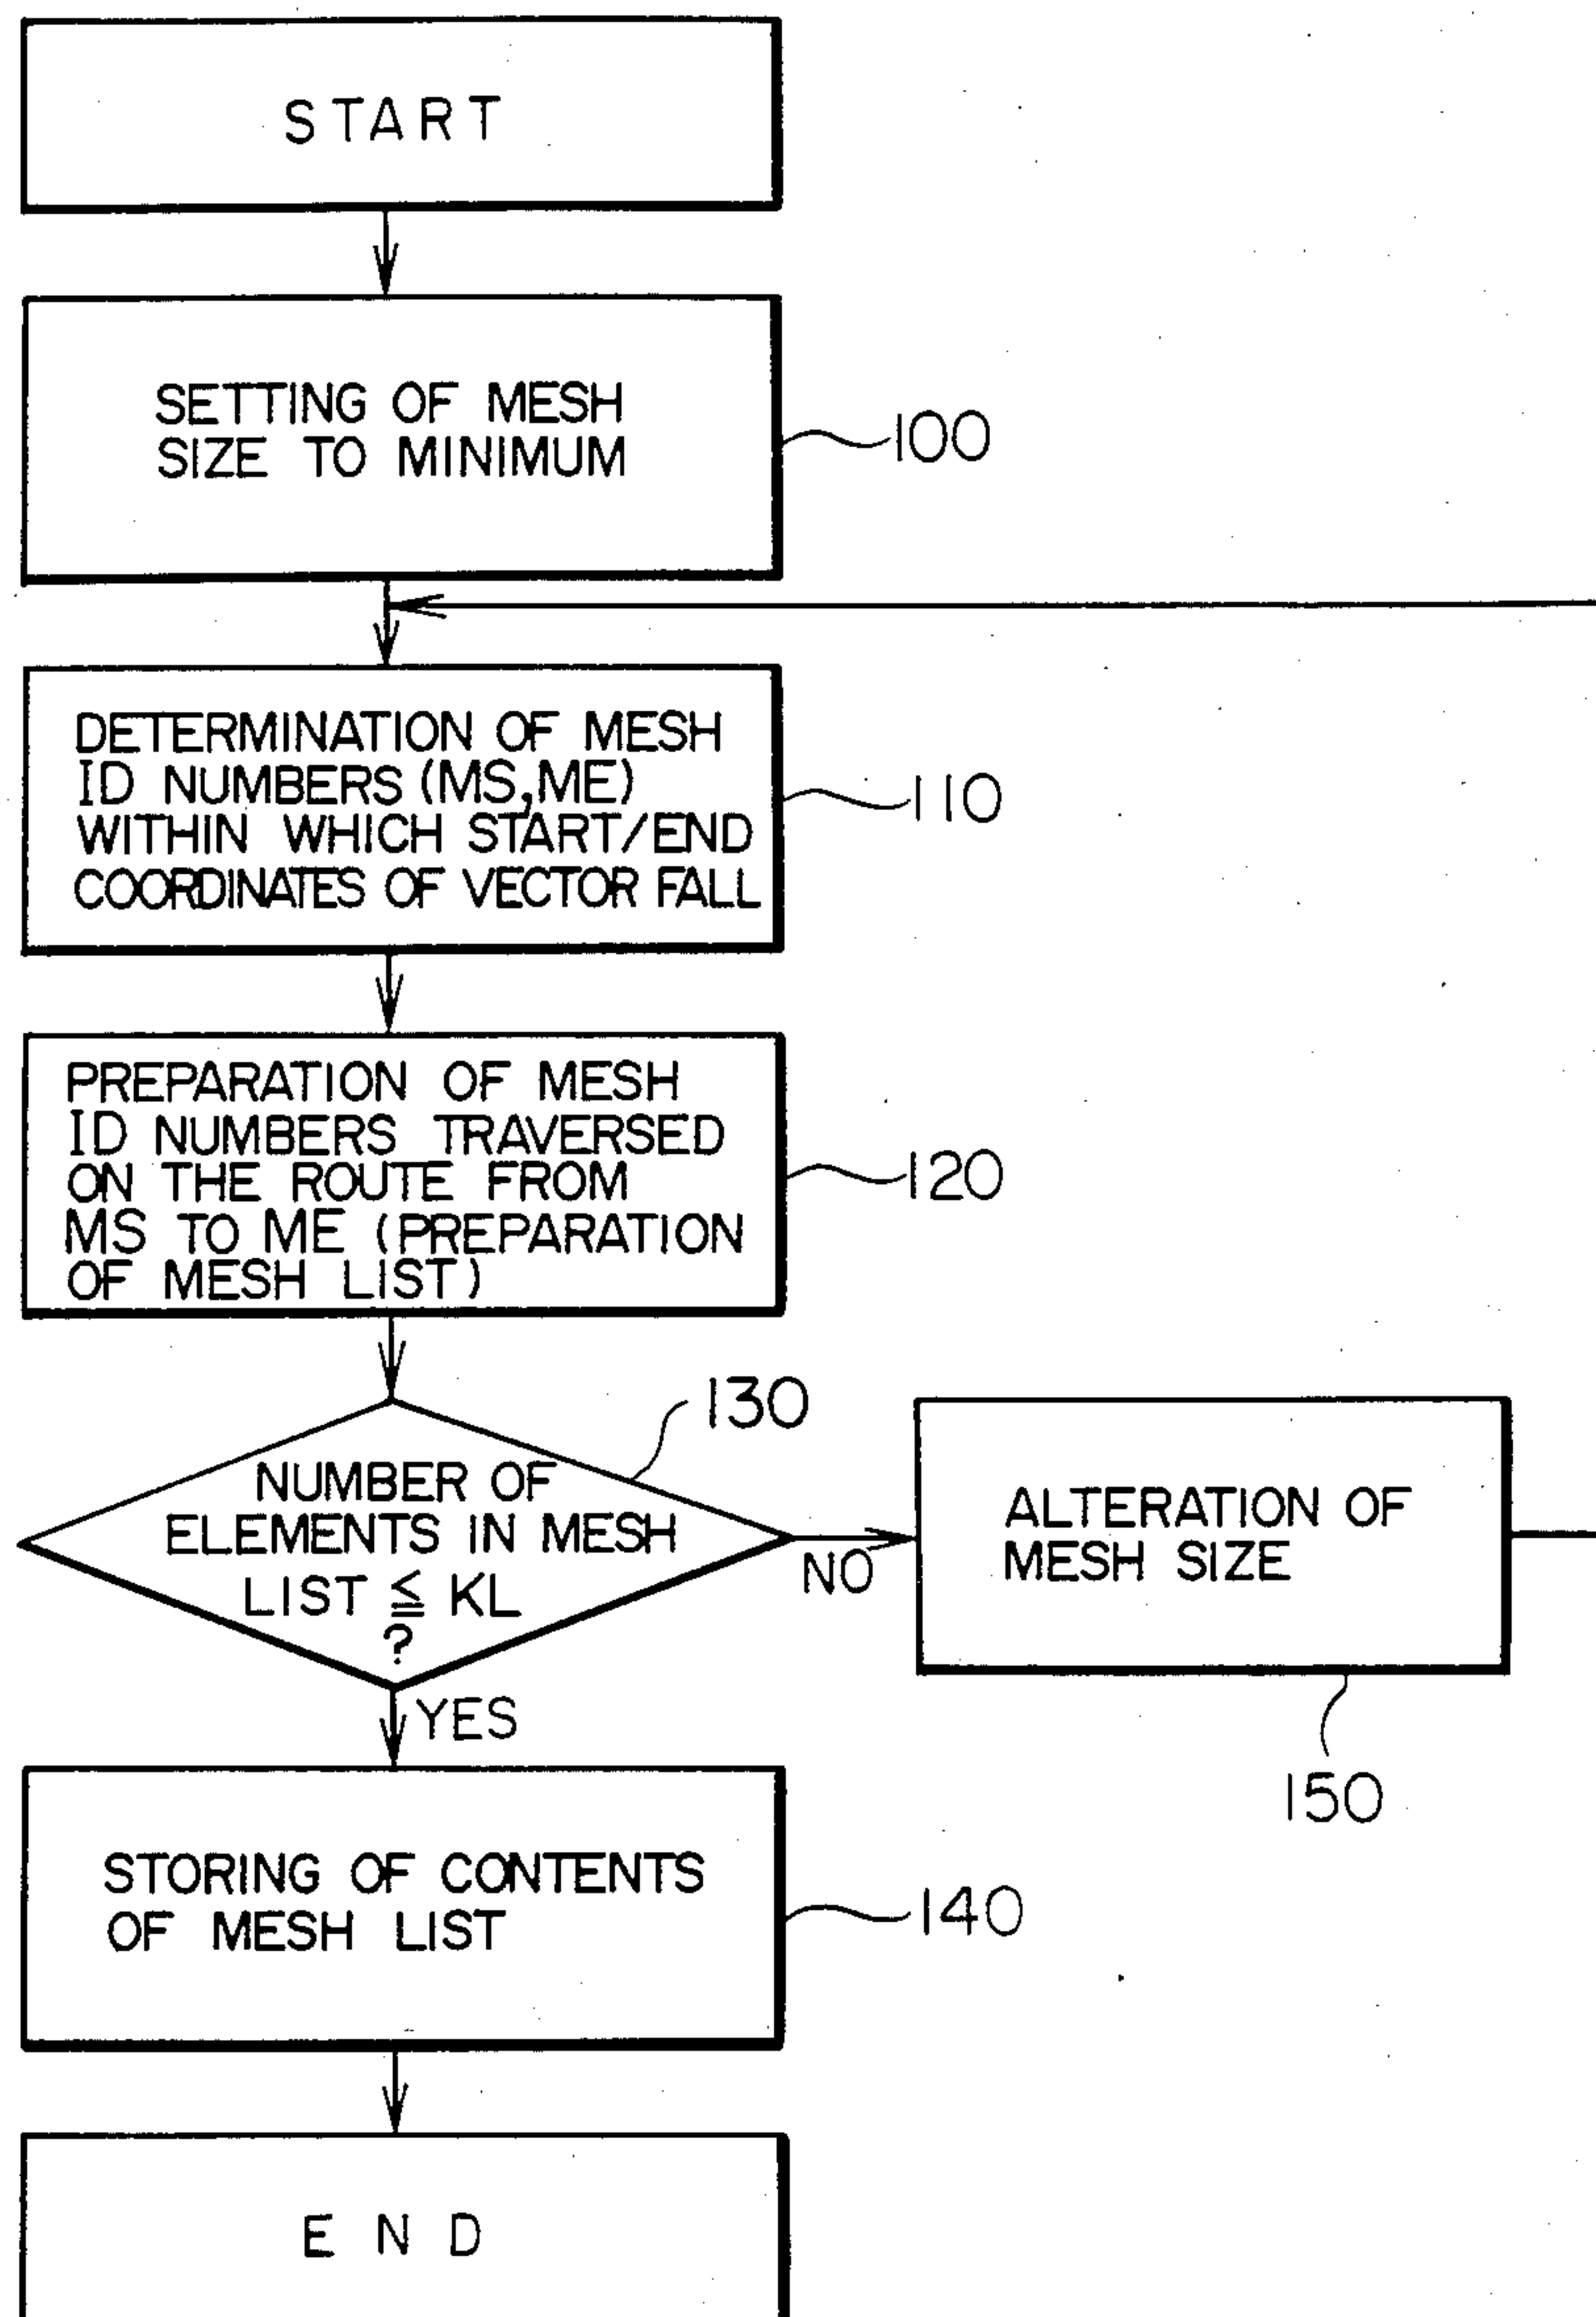 START
SETTING OF MESH
SIZE TO MINIMUM
100
DETERMINATION OF MESH
ID NUMBERS (MS,ME)
WITHIN WHICH START/END
COORDINATES OF VECTOR FALL
110
PREPARATION OF MESH
ID NUMBERS TRAVERSED
ON THE ROUTE FROM
MS TO ME (PREPARATION
OF MESH LIST)
120
130
NUMBER OF
ELEMENTS IN MESH
LIST ≦ KL
?
NO
ALTERATION OF
MESH SIZE
150
YES
STORING OF CONTENTS
OF MESH LIST
140
END